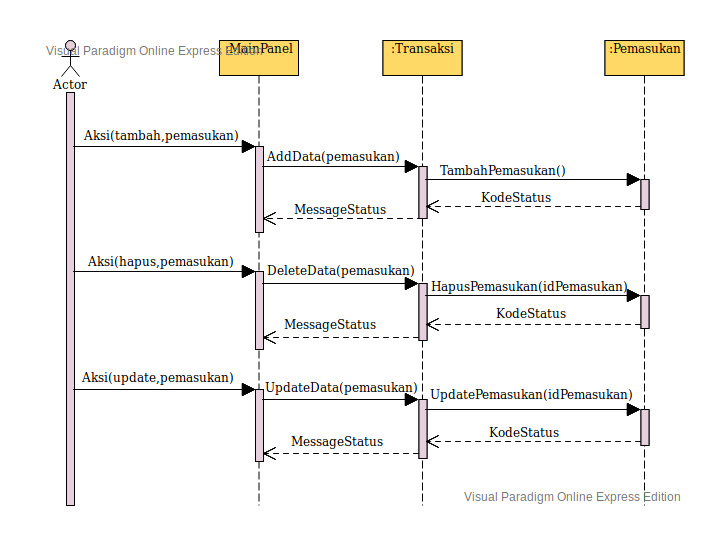 Visual Paradigm Online Express Edition
:MainPanel
:Transaksi
:Pemasukan
Actor
Aksi(tambah,pemasukan)
AddData(pemasukan)
TambahPemasukan()
KodeStatus
MessageStatus
Aksi(hapus,pemasukan)
DeleteData(pemasukan)
HapusPemasukan(idPemasukan)
KodeStatus
MessageStatus
Aksi(update,pemasukan)
UpdateData(pemasukan)
UpdatePemasukan(idPemasukan)
KodeStatus
MessageStatus
Visual Paradigm Online Express Edition